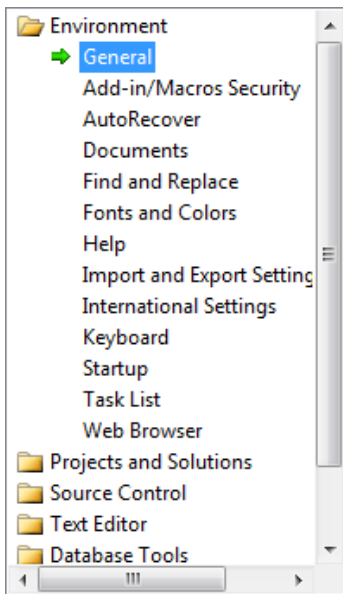 Environment
General
Add-in/Macros Security
AutoRecover
Documents
Find and Replace
Fonts and Colors
Help
Import and Export Setting
International Settings
Keyboard
Startup
Task List
Web Browser
Projects and Solutions
Source Control
Text Editor
Database Tools